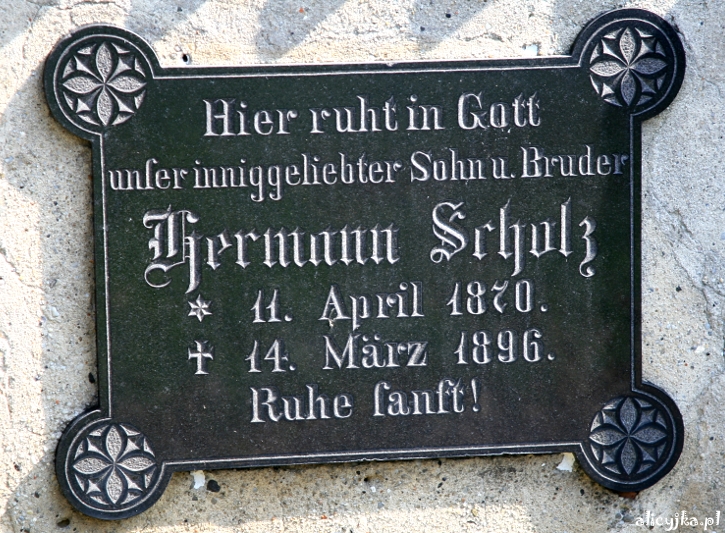 Hier ruht in Gott
unſer inniggeliebter Sohn u. Bruder
Hermann Scholz
* 11. April 1870.
✝ 14. März 1896.
Ruhe ſanft!
alicyjka.pl